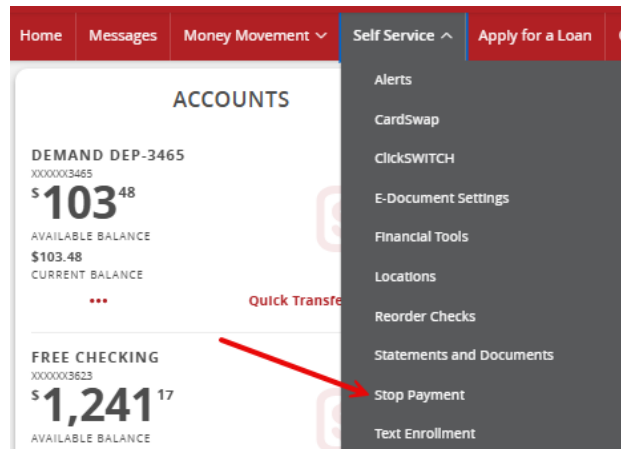 Home Messages Money Movement Self Service Apply for a Loan
ACCOUNTS
DEMAND DEP-3465
XXXXXX3465
$103.48
AVAILABLE BALANCE
$103.48
CURRENT BALANCE
Quick Transfe
FREE CHECKING
XXXXXX3623
$1,241.17
AVAILABLE BALANCE
Alerts
CardSwap
ClickSWITCH
E-Document Settings
Financial Tools
Locations
Reorder Checks
Statements and Documents
Stop Payment
Text Enrollment